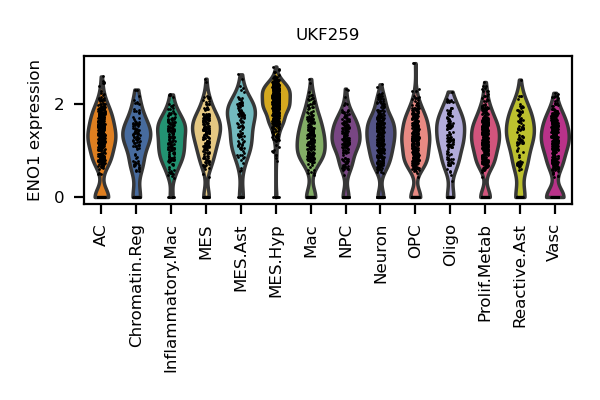 UKF259
ENO1 expression
2
0
AC
Chromatin.Reg
Inflammatory.Mac
MES
MES.Ast
MES.Hyp
Mac
NPC
Neuron
OPC
Oligo
Prolif.Metab
Reactive.Ast
Vasc